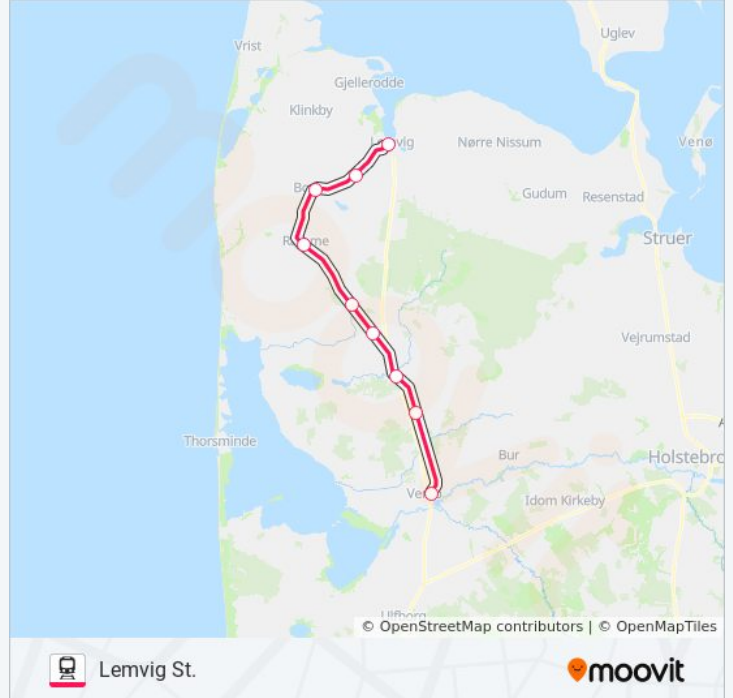 Uglev
Vrist
Gjellerodde
Klinkby
Nørre Nissum
Venø
Gudum
Resenstad
Struer
Vejrumstad
Thorsminde
Bur
Holstebro
Idom Kirkeby
Ulfborg
© OpenStreetMap contributors | © OpenMapTiles
Lemvig St.
moovit